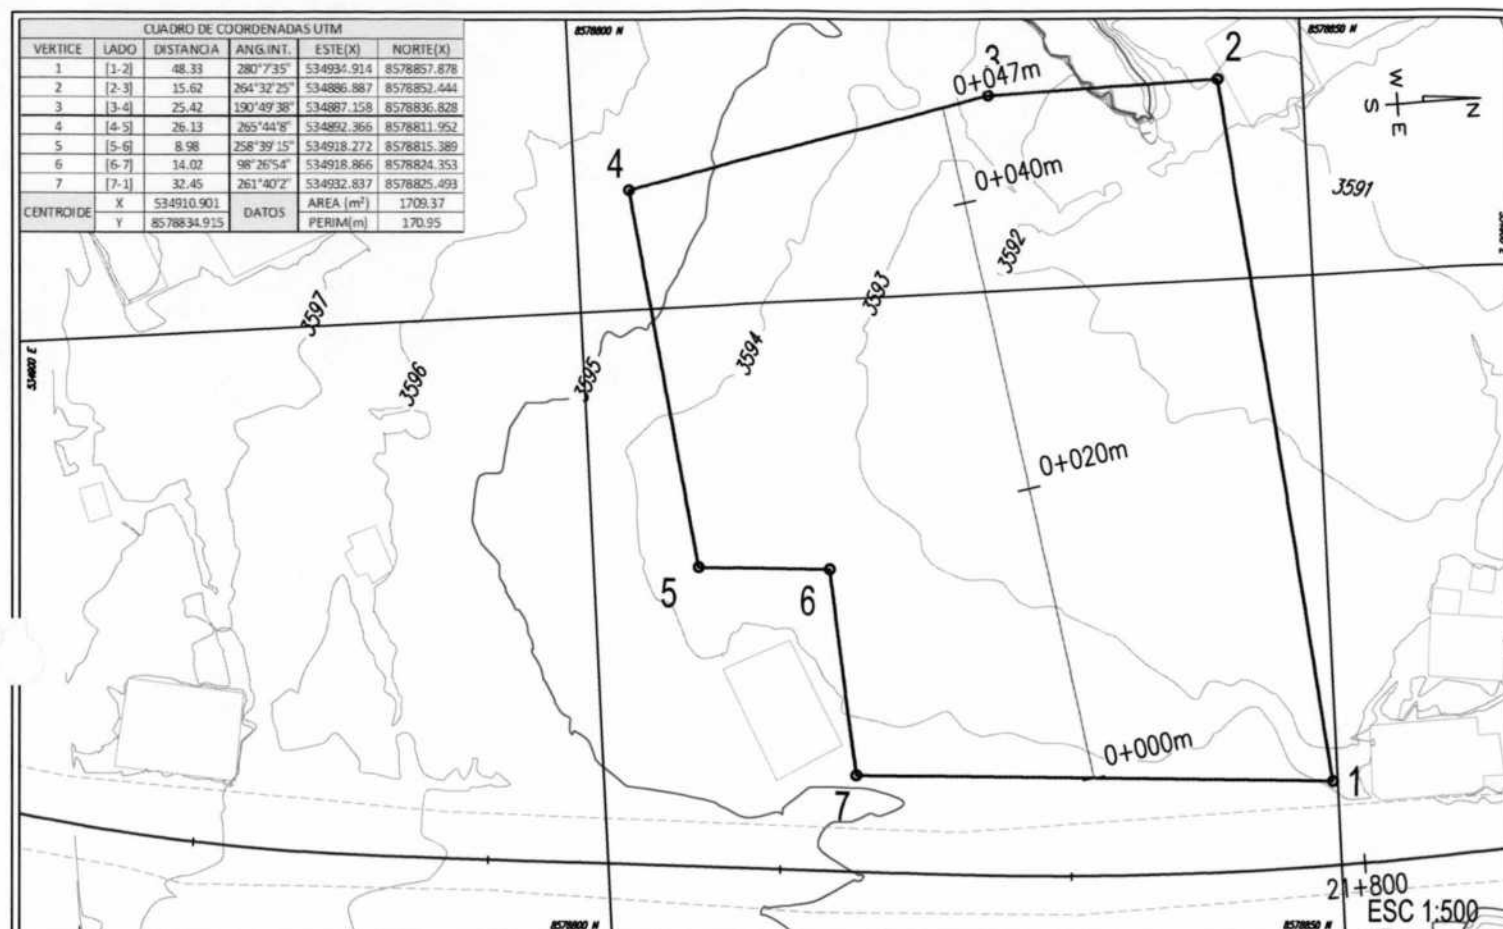 CUADRO DE COORDENADAS UTM
VERTICE LADO DISTANCIA ANG.INT. ESTE(X) NORTE(X)
1 [1-2] 48.33 280°7'35" 534934.914 8578857.878
2 [2-3] 15.62 264°32'25" 534886.887 8578852.444
3 [3-4] 25.42 190°49'38" 534887.158 8578836.828
4 [4-5] 26.13 265°44'8" 534892.366 8578811.952
5 [5-6] 8.98 258°39'15" 534918.272 8578815.389
6 [6-7] 14.02 98°26'54" 534918.866 8578824.353
7 [7-1] 32.45 261°40'2" 534932.837 8578825.493
CENTROIDE X 534910.901 DATOS AREA (m²) 1709.37
Y 8578834.915 PERIM(m) 170.95
8578800 N
8578850 N
2
3
0+047m
W
S
N
E
4
0+040m
3591
3592
3593
3597
3594
534900 E
3596
3595
0+020m
5
6
0+000m
7
1
21+800
ESC 1:500
8578800 N
8578850 N